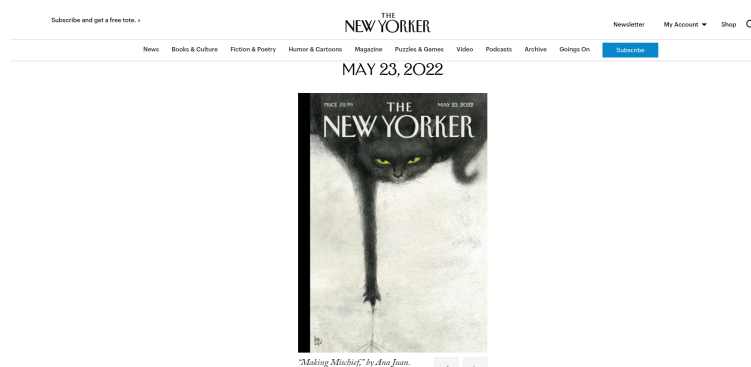 Subscribe and get a free tote. »
THE
NEW YORKER
Newsletter My Account Shop
News Books & Culture Fiction & Poetry Humor & Cartoons Magazine Puzzles & Games Video Podcasts Archive Goings On Subscribe
MAY 23, 2022
PRICE $8.99 THE MAY 23, 2022
NEW YORKER
“Making Mischief,” by Ana Juan.